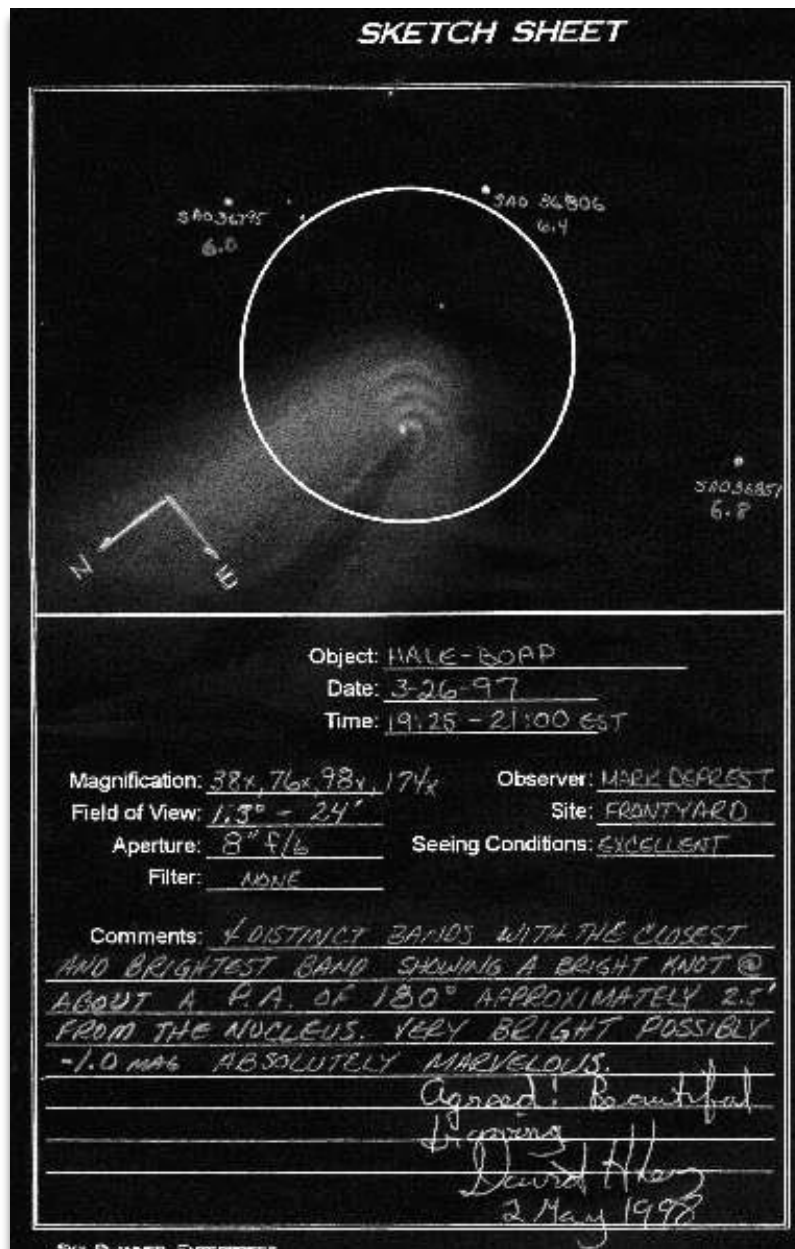 SKETCH SHEET
SAO 36795
6.0
SAO 36806
6.4
SAO 36851
6.8
N
E
Object: HALE-BOPP
Date: 3-26-97
Time: 19:25 - 21:00 EST
Magnification: 38x, 76x, 98x, 174x
Observer: MARK DEPREST
Field of View: 1.3° - 24'
Site: FRONTYARD
Aperture: 8" f/6
Seeing Conditions: EXCELLENT
Filter: NONE
Comments: 4 DISTINCT BANDS WITH THE CLOSEST
AND BRIGHTEST BAND SHOWING A BRIGHT KNOT @
ABOUT A P.A. OF 180° APPROXIMATELY 2.5'
FROM THE NUCLEUS. VERY BRIGHT POSSIBLY
-1.0 MAG ABSOLUTELY MARVELOUS.
Agreed! Beautiful
Drawing
David
2 May 1998